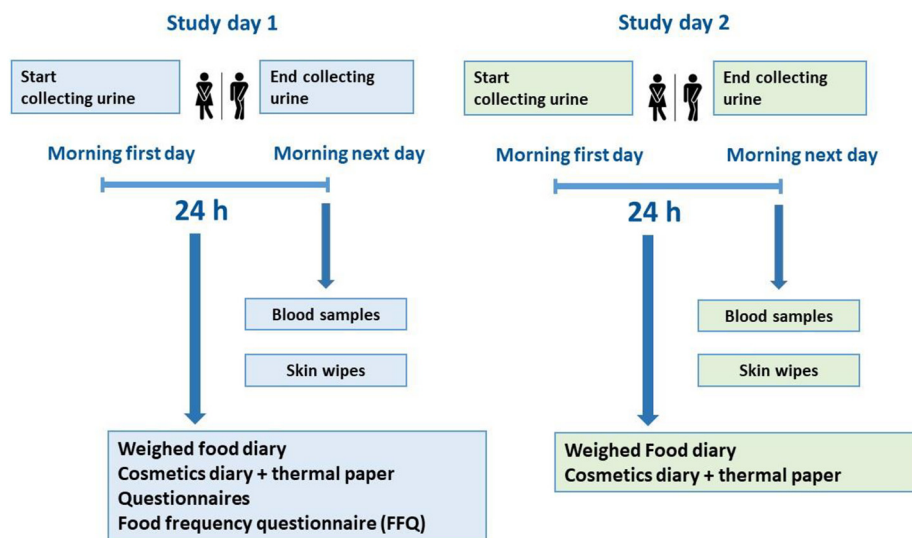 Study day 1
Start
collecting urine
End collecting
urine
Morning first day
Morning next day
24 h
Blood samples
Skin wipes
Weighed food diary
Cosmetics diary + thermal paper
Questionnaires
Food frequency questionnaire (FFQ)
Study day 2
Start
collecting urine
End collecting
urine
Morning first day
Morning next day
24 h
Blood samples
Skin wipes
Weighed Food diary
Cosmetics diary + thermal paper